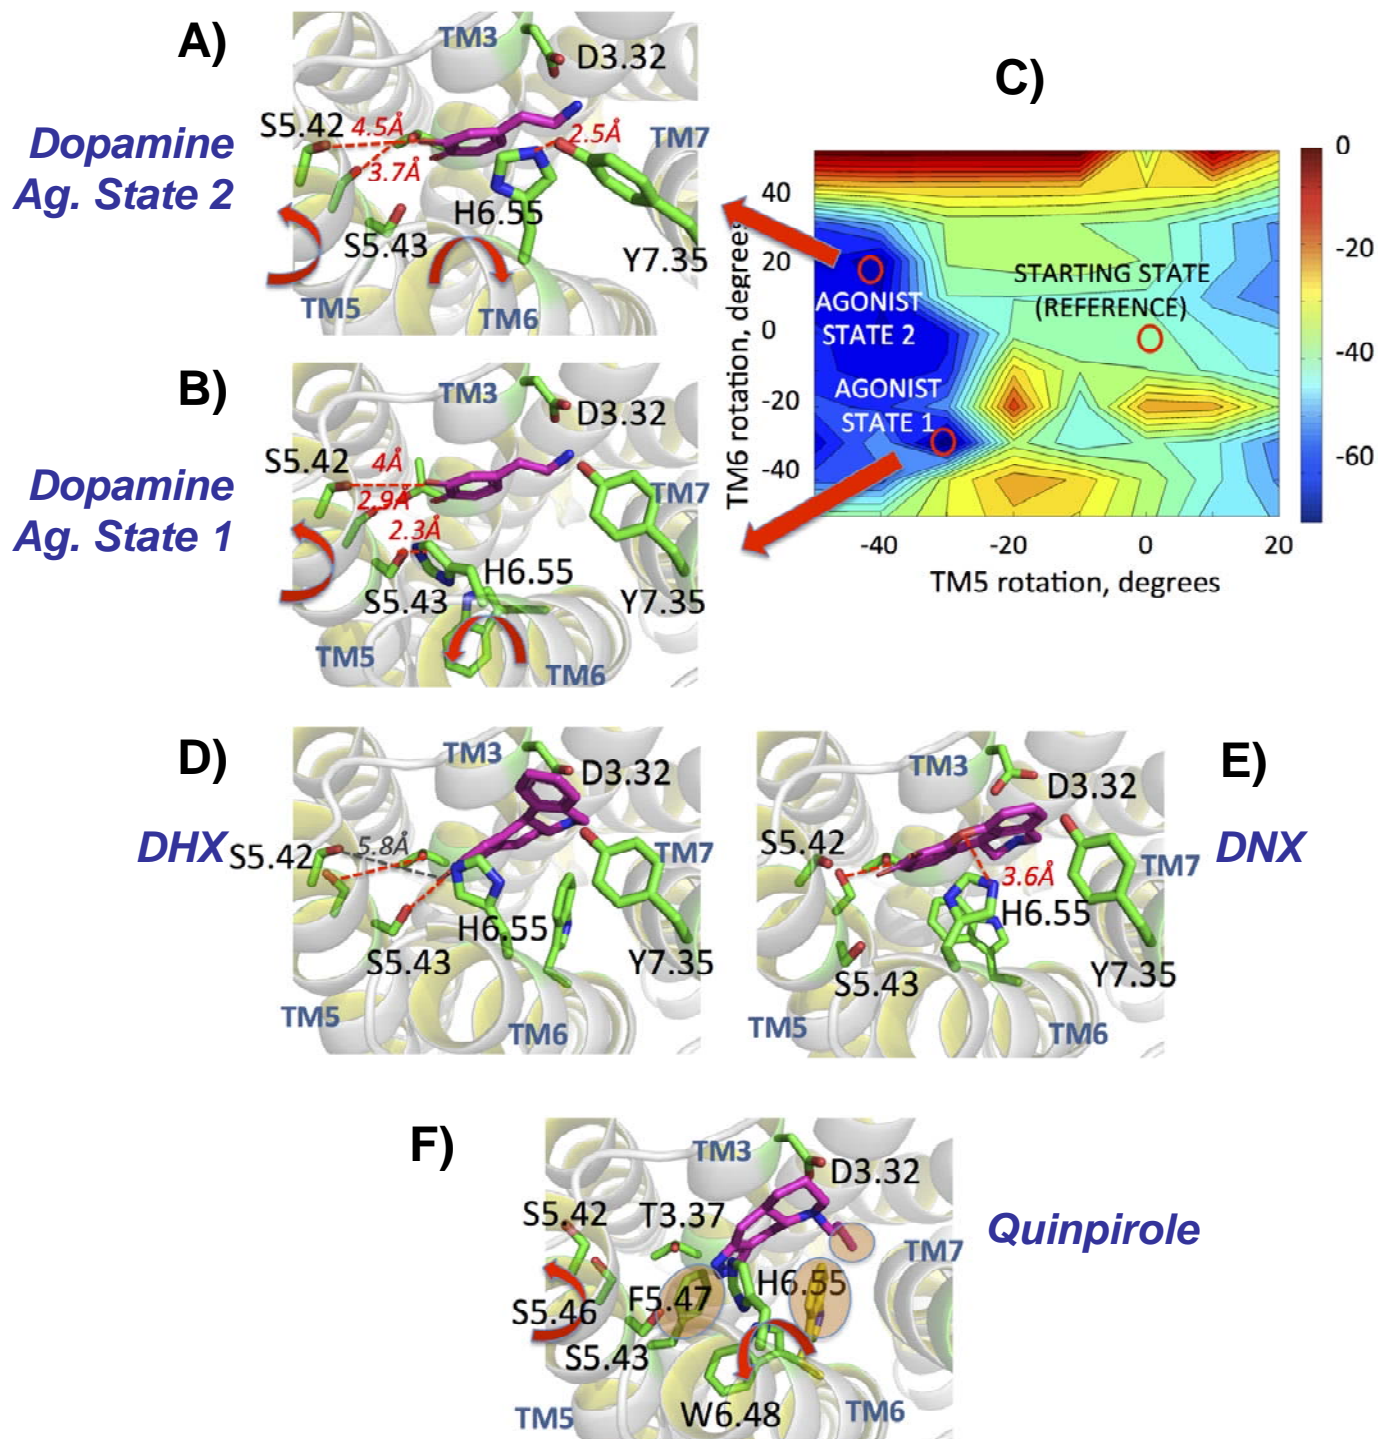 A)
Dopamine
Ag. State 2
TM3
D3.32
S5.42
4.5Å
2.5Å
TM7
3.7Å
H6.55
S5.43
Y7.35
TM5
TM6
B)
Dopamine
Ag. State 1
TM3
D3.32
S5.42
4Å
TM7
2.9Å
2.3Å
H6.55
S5.43
Y7.35
TM5
TM6
C)
TM6 rotation, degrees
40
20
0
-20
-40
STARTING STATE
(REFERENCE)
AGONIST
STATE 2
AGONIST
STATE 1
-40
-20
0
20
TM5 rotation, degrees
0
-20
-40
-60
D)
DHX
TM3
D3.32
S5.42
5.8Å
TM7
H6.55
S5.43
Y7.35
TM5
TM6
E)
DNX
TM3
D3.32
S5.42
TM7
3.6Å
H6.55
S5.43
Y7.35
TM5
TM6
F)
Quinpirole
TM3
D3.32
S5.42
T3.37
TM7
H6.55
S5.46
F5.47
S5.43
W6.48
TM5
TM6